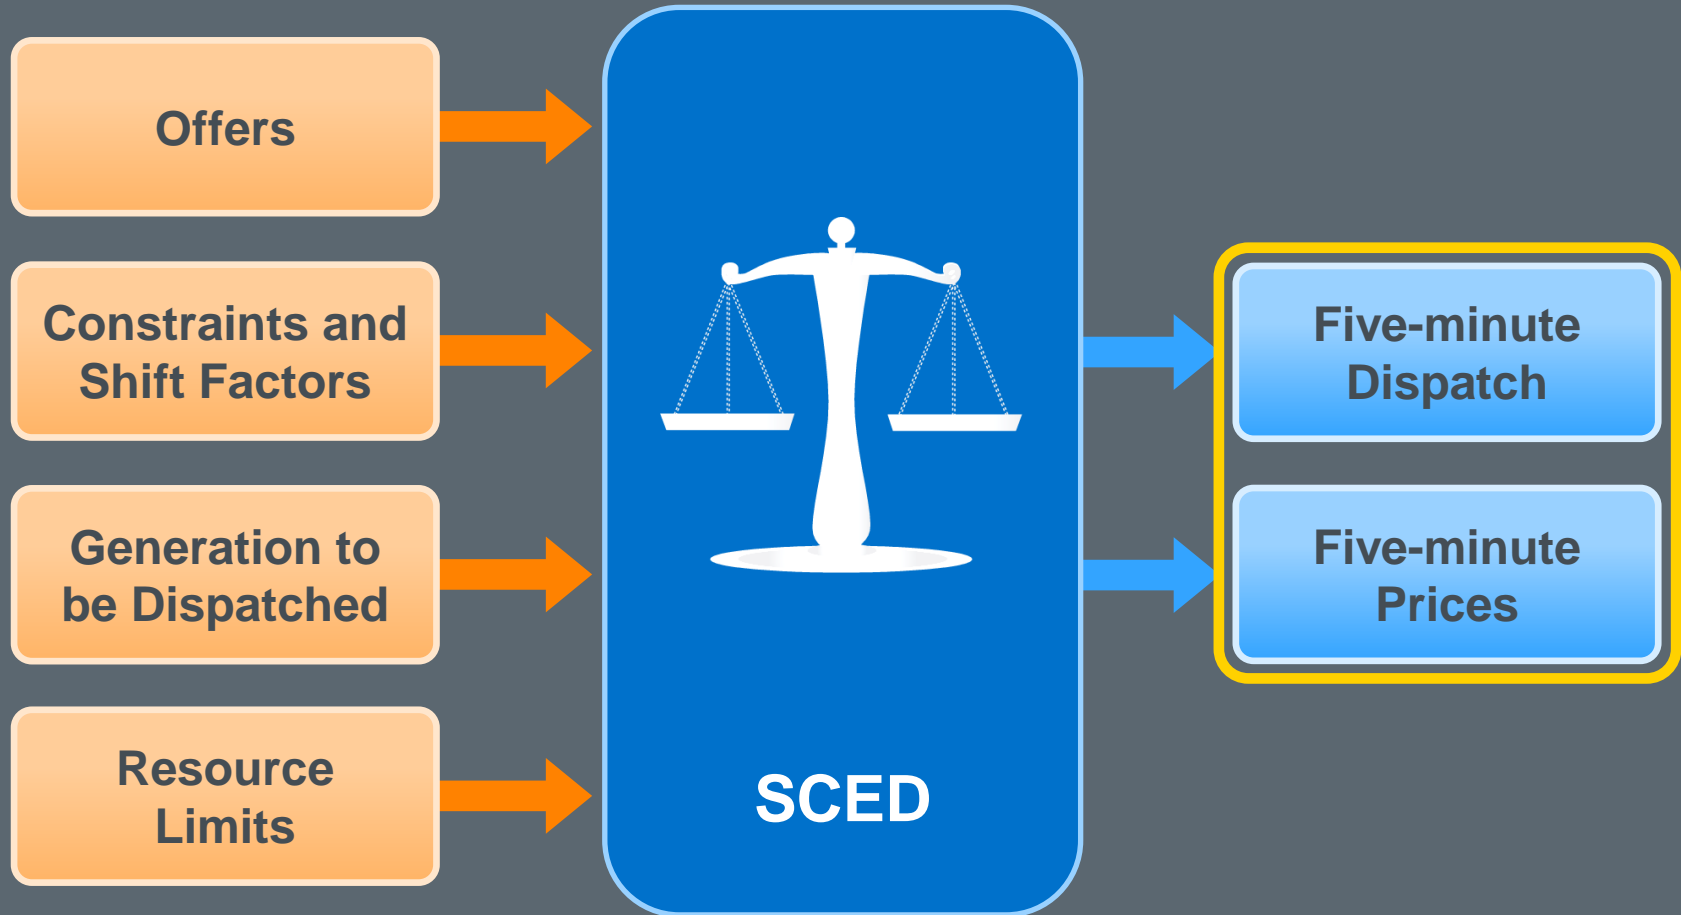 Offers
Constraints and
Shift Factors
Generation to
be Dispatched
Resource
Limits
SCED
Five-minute
Dispatch
Five-minute
Prices